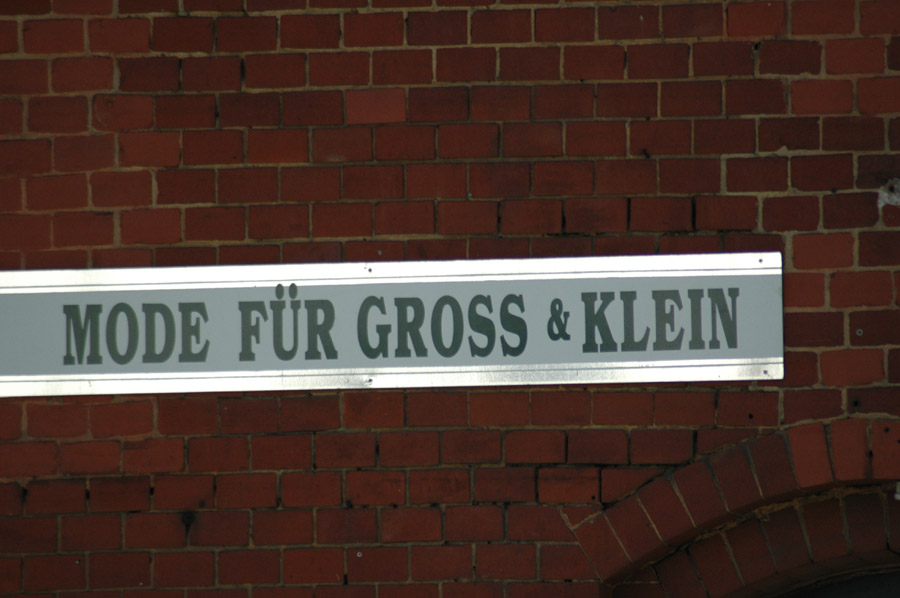 MODE FÜR GROSS & KLEIN